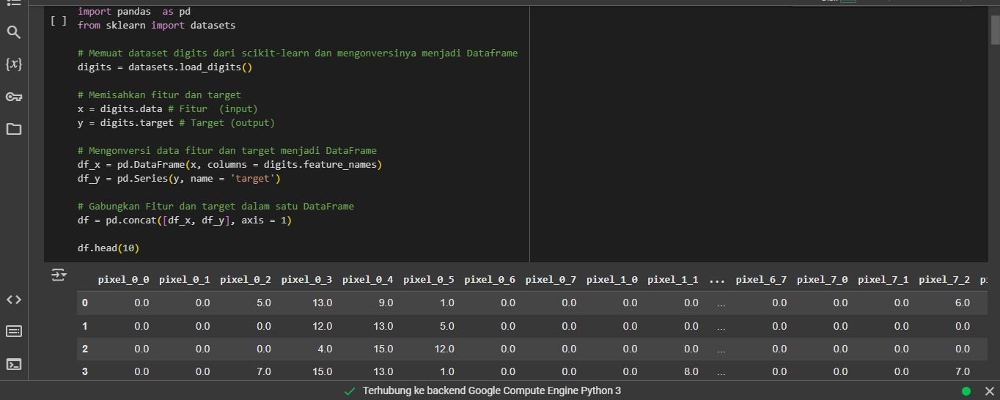 import pandas  as pd
[ ] from sklearn import datasets
# Memuat dataset digits dari scikit-learn dan mengonversinya menjadi Dataframe
digits = datasets.load_digits()
# Memisahkan fitur dan target
x = digits.data # Fitur  (input)
y = digits.target # Target (output)
# Mengonversi data fitur dan target menjadi DataFrame
df_x = pd.DataFrame(x, columns = digits.feature_names)
df_y = pd.Series(y, name = 'target')
# Gabungkan Fitur dan target dalam satu DataFrame
df = pd.concat([df_x, df_y], axis = 1)
df.head(10)
pixel_0_0 pixel_0_1 pixel_0_2 pixel_0_3 pixel_0_4 pixel_0_5 pixel_0_6 pixel_0_7 pixel_1_0 pixel_1_1 ... pixel_6_7 pixel_7_0 pixel_7_1 pixel_7_2
0 0.0 0.0 5.0 13.0 9.0 1.0 0.0 0.0 0.0 0.0 ... 0.0 0.0 0.0 6.0
1 0.0 0.0 0.0 12.0 13.0 5.0 0.0 0.0 0.0 0.0 ... 0.0 0.0 0.0 0.0
2 0.0 0.0 0.0 4.0 15.0 12.0 0.0 0.0 0.0 0.0 ... 0.0 0.0 0.0 0.0
3 0.0 0.0 7.0 15.0 13.0 1.0 0.0 0.0 0.0 8.0 ... 0.0 0.0 0.0 7.0
Terhubung ke backend Google Compute Engine Python 3